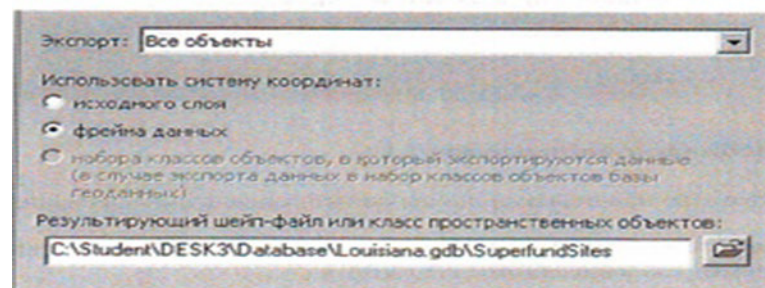 Экспорт: Все объекты
Использовать систему координат:
исходного слоя
фрейма данных
набора классов объектов, в который экспортируются данные
(в случае экспорта данных в набор классов объектов базы
геоданных)
Результирующий шейп-файл или класс пространственных объектов:
C:\Student\DESK3\Database\Louisiana.gdb\SuperfundSites